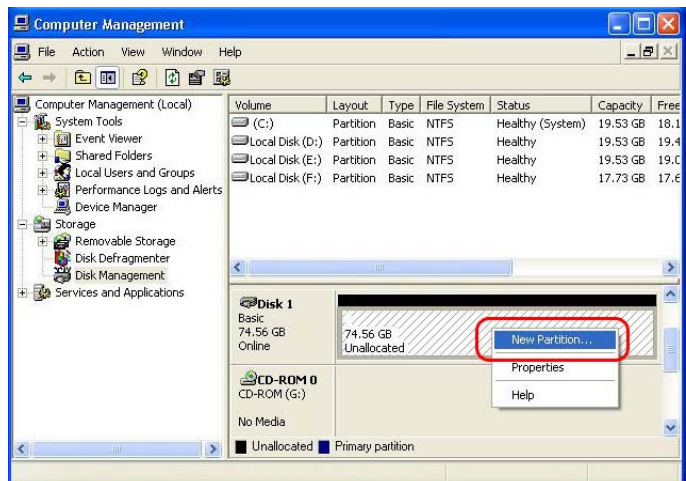 Computer Management
File Action View Window Help
Computer Management (Local)
System Tools
Event Viewer
Shared Folders
Local Users and Groups
Performance Logs and Alerts
Device Manager
Storage
Removable Storage
Disk Defragmenter
Disk Management
Services and Applications
Volume Layout Type File System Status Capacity Free
(C:) Partition Basic NTFS Healthy (System) 19.53 GB 18.1
Local Disk (D:) Partition Basic NTFS Healthy 19.53 GB 19.4
Local Disk (E:) Partition Basic NTFS Healthy 19.53 GB
Local Disk (F:) Partition Basic NTFS Healthy 17.73 GB 17.6
Disk 1
Basic
74.56 GB
Online
74.56 GB
Unallocated
New Partition...
Properties
Help
CD-ROM 0
CD-ROM (G:)
No Media
Unallocated Primary partition